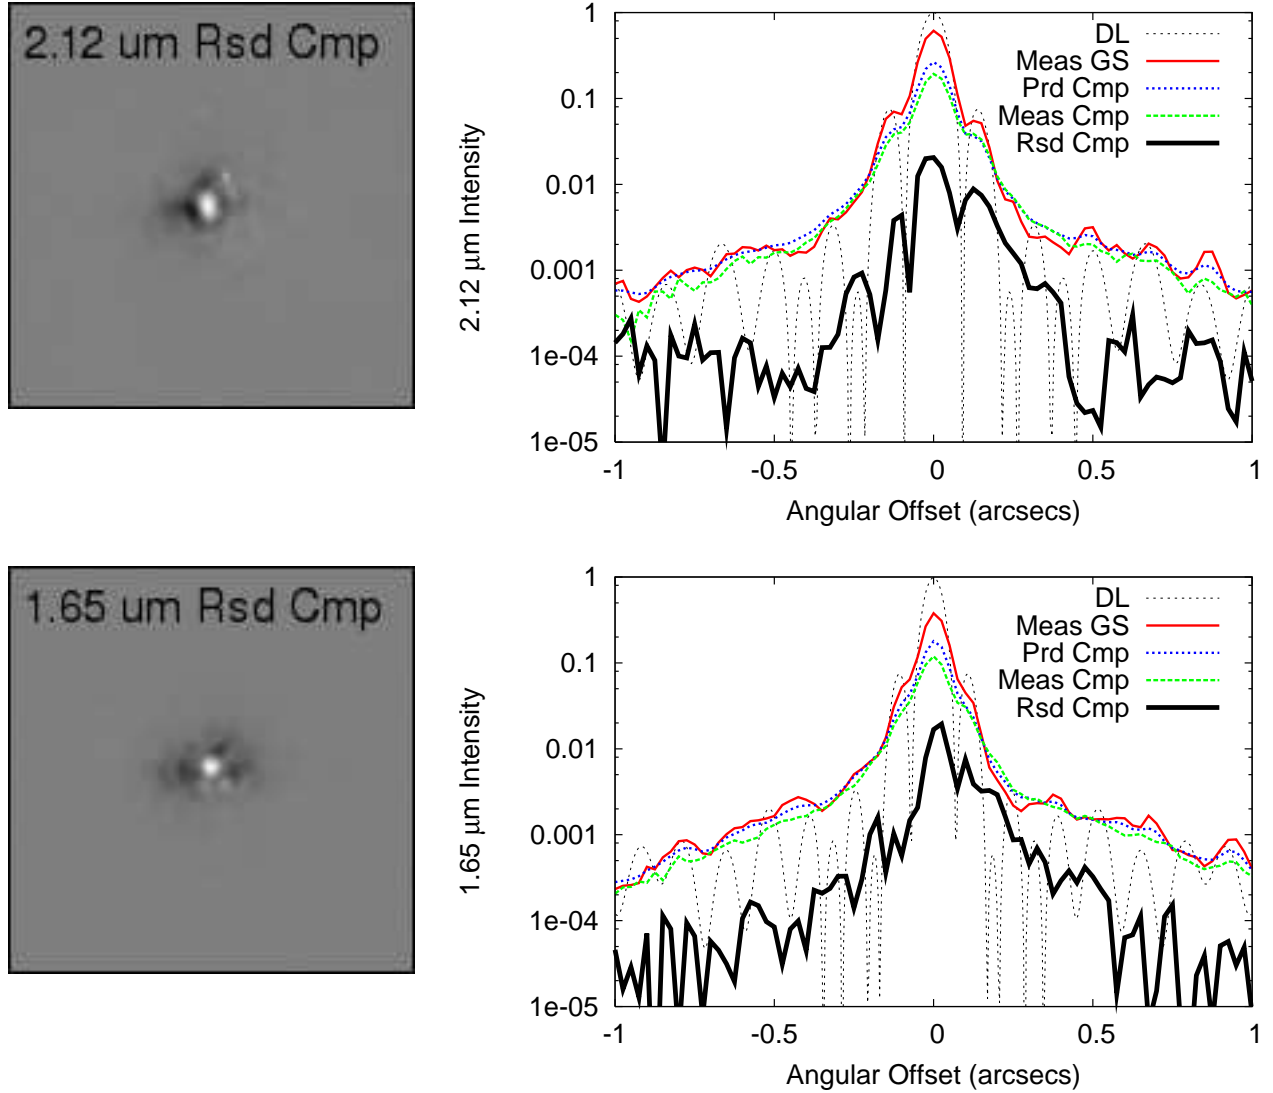 2.12 um Rsd Cmp
2.12 µm Intensity
1
0.1
0.01
0.001
1e-04
1e-05
DL
Meas GS
Prd Cmp
Meas Cmp
Rsd Cmp
-1
-0.5
0
0.5
1
Angular Offset (arcsecs)
1.65 um Rsd Cmp
1.65 µm Intensity
1
0.1
0.01
0.001
1e-04
1e-05
DL
Meas GS
Prd Cmp
Meas Cmp
Rsd Cmp
-1
-0.5
0
0.5
1
Angular Offset (arcsecs)